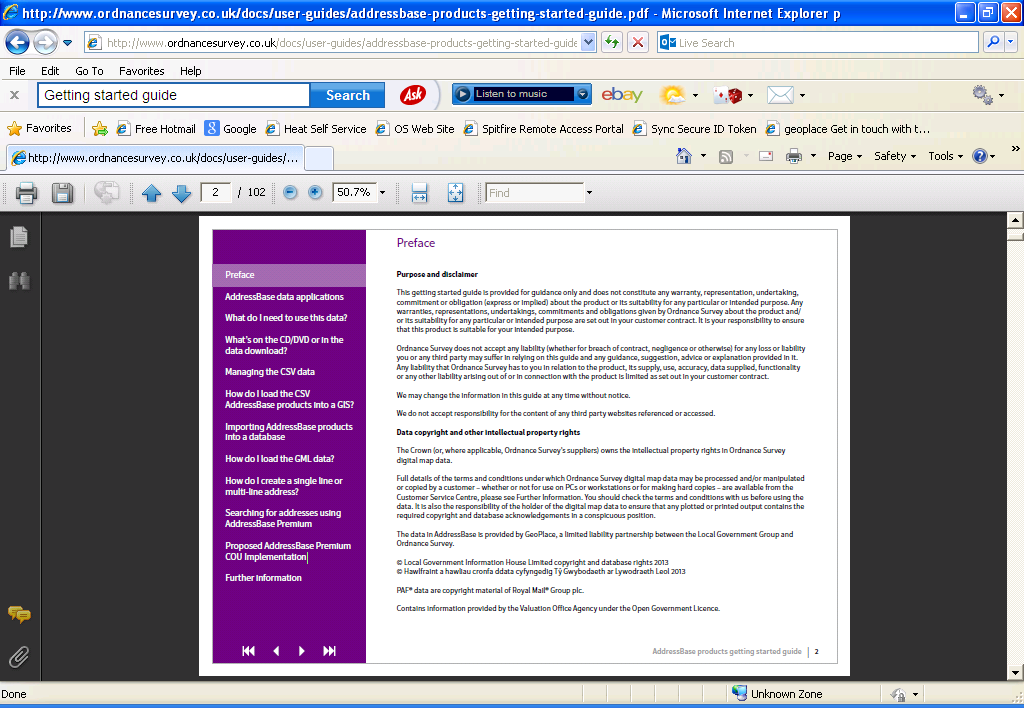 http://www.ordnancesurvey.co.uk/docs/user-guides/addressbase-products-getting-started-guide.pdf - Microsoft Internet Explorer p
http://www.ordnancesurvey.co.uk/docs/user-guides/addressbase-products-getting-started-guide
Live Search
File Edit Go To Favorites Help
x Getting started guide Search Ask Listen to music ebay
Favorites Free Hotmail Google Heat Self Service OS Web Site Spitfire Remote Access Portal Sync Secure ID Token geoplace Get in touch with t...
http://www.ordnancesurvey.co.uk/docs/user-guides/... Page Safety Tools »
2 / 102 50.7% Find
Preface
AddressBase data applications
What do I need to use this data?
What's on the CD/DVD or in the
data download?
Managing the CSV data
How do I load the CSV
AddressBase products into a GIS?
Importing AddressBase products
into a database
How do I load the GML data?
How do I create a single line or
multi-line address?
Searching for addresses using
AddressBase Premium
Proposed AddressBase Premium
COU Implementation
Further information
Preface
Purpose and disclaimer
This getting started guide is provided for guidance only and does not constitute any warranty, representation, undertaking,
commitment or obligation (express or implied) about the product or its suitability for any particular or intended purpose. Any
warranties, representations, undertakings, commitments and obligations given by Ordnance Survey about the product and/
or its suitability for any particular or intended purpose are set out in your customer contract. It is your responsibility to ensure
that this product is suitable for your intended purpose.
Ordnance Survey does not accept any liability (whether for breach of contract, negligence or otherwise) for any loss or liability
you or any third party may suffer in relying on this guide and any guidance, suggestion, advice or explanation provided in it.
Any liability that Ordnance Survey has to you in relation to the product, its supply, use, accuracy, data supplied, functionality
or any other liability arising out of or in connection with the product is limited as set out in your customer contract.
We may change the information in this guide at any time without notice.
We do not accept responsibility for the content of any third party websites referenced or accessed.
Data copyright and other intellectual property rights
The Crown (or, where applicable, Ordnance Survey's suppliers) owns the intellectual property rights in Ordnance Survey
digital map data.
Full details of the terms and conditions under which Ordnance Survey digital map data may be processed and/or manipulated
or copied by a customer – whether or not for use on PCs or workstations or for making hard copies – are available from the
Customer Service Centre, please see Further Information. You should check the terms and conditions with us before using the
data. It is also the responsibility of the holder of the digital map data to ensure that any plotted or printed output contains the
required copyright and database acknowledgements in a conspicuous position.
The data in AddressBase is provided by GeoPlace, a limited liability partnership between the Local Government Group and
Ordnance Survey.
© Local Government Information House Limited copyright and database rights 2013
© Hawlfraint a hawliau cronfa ddata cyfyngedig Tŷ Gwybodaeth ar Lywodraeth Leol 2013
PAF® data are copyright material of Royal Mail® Group plc.
Contains information provided by the Valuation Office Agency under the Open Government Licence.
AddressBase products getting started guide | 2
Done Unknown Zone